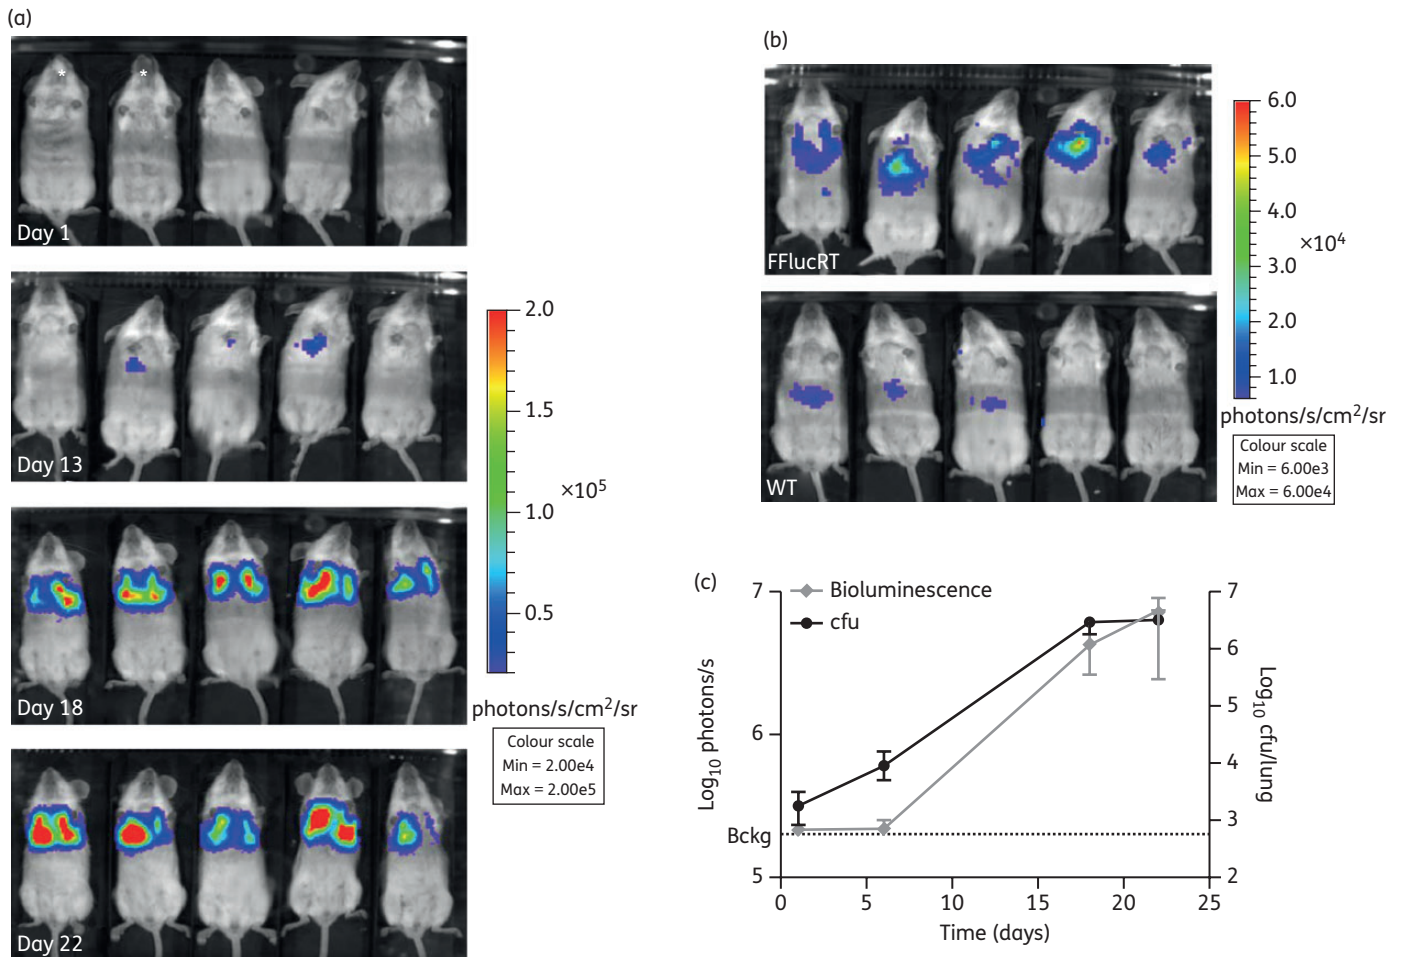 (a)
* *
Day 1
Day 13
Day 18
Day 22
2.0
1.5
×10⁵
1.0
0.5
photons/s/cm²/sr
Colour scale
Min = 2.00e4
Max = 2.00e5
(b)
FFlucRT
WT
6.0
5.0
4.0
×10⁴
3.0
2.0
1.0
photons/s/cm²/sr
Colour scale
Min = 6.00e3
Max = 6.00e4
(c)
Bioluminescence
cfu
Log₁₀ photons/s
7
6
Bckg
5
Log₁₀ cfu/lung
7
6
5
4
3
2
0 5 10 15 20 25
Time (days)